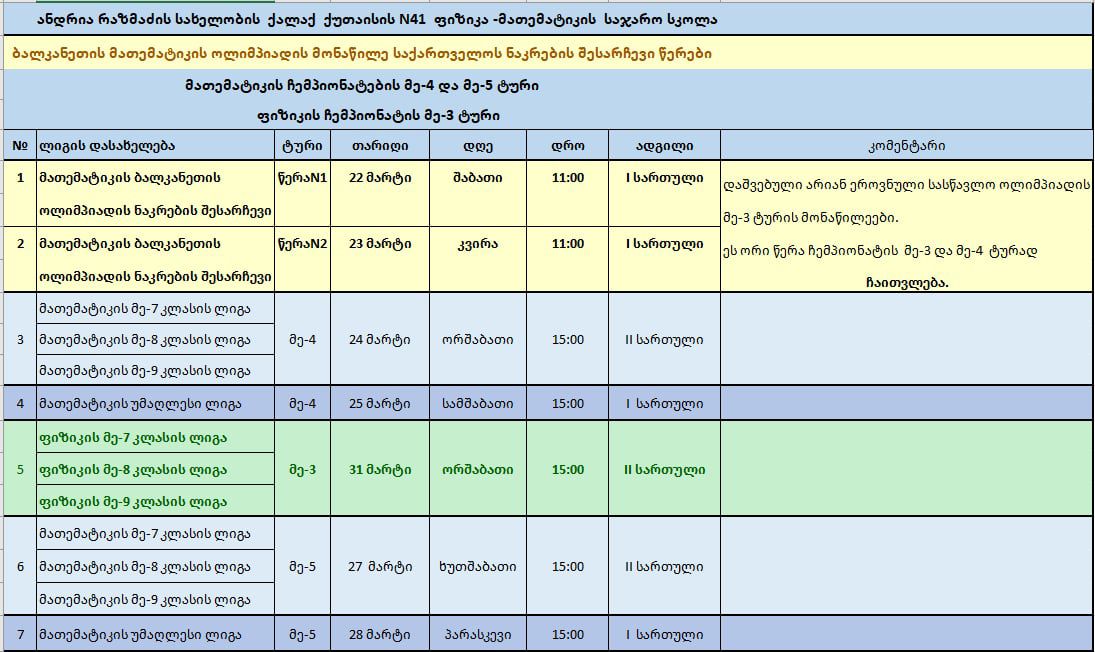 ანდრია რაზმაძის სახელობის ქალაქ ქუთაისის N41 ფიზიკა -მათემატიკის საჯარო სკოლა
ბალკანეთის მათემატიკის ოლიმპიადის მონაწილე საქართველოს ნაკრების შესარჩევი წერები
მათემატიკის ჩემპიონატების მე-4 და მე-5 ტური
ფიზიკის ჩემპიონატის მე-3 ტური
№ ლიგის დასახელება ტური თარიღი დღე დრო ადგილი კომენტარი
1 მათემატიკის ბალკანეთის წერაN1 22 მარტი შაბათი 11:00 I სართული
ოლიმპიადის ნაკრების შესარჩევი
დაშვებული არიან ეროვნული სასწავლო ოლიმპიადის
მე-3 ტურის მონაწილეები.
2 მათემატიკის ბალკანეთის წერაN2 23 მარტი კვირა 11:00 I სართული
ოლიმპიადის ნაკრების შესარჩევი
ეს ორი წერა ჩემპიონატის მე-3 და მე-4 ტურად
ჩაითვლება.
მათემატიკის მე-7 კლასის ლიგა
3 მათემატიკის მე-8 კლასის ლიგა მე-4 24 მარტი ორშაბათი 15:00 II სართული
მათემატიკის მე-9 კლასის ლიგა
4 მათემატიკის უმაღლესი ლიგა მე-4 25 მარტი სამშაბათი 15:00 I სართული
ფიზიკის მე-7 კლასის ლიგა
5 ფიზიკის მე-8 კლასის ლიგა მე-3 31 მარტი ორშაბათი 15:00 II სართული
ფიზიკის მე-9 კლასის ლიგა
მათემატიკის მე-7 კლასის ლიგა
6 მათემატიკის მე-8 კლასის ლიგა მე-5 27 მარტი ხუთშაბათი 15:00 II სართული
მათემატიკის მე-9 კლასის ლიგა
7 მათემატიკის უმაღლესი ლიგა მე-5 28 მარტი პარასკევი 15:00 I სართული